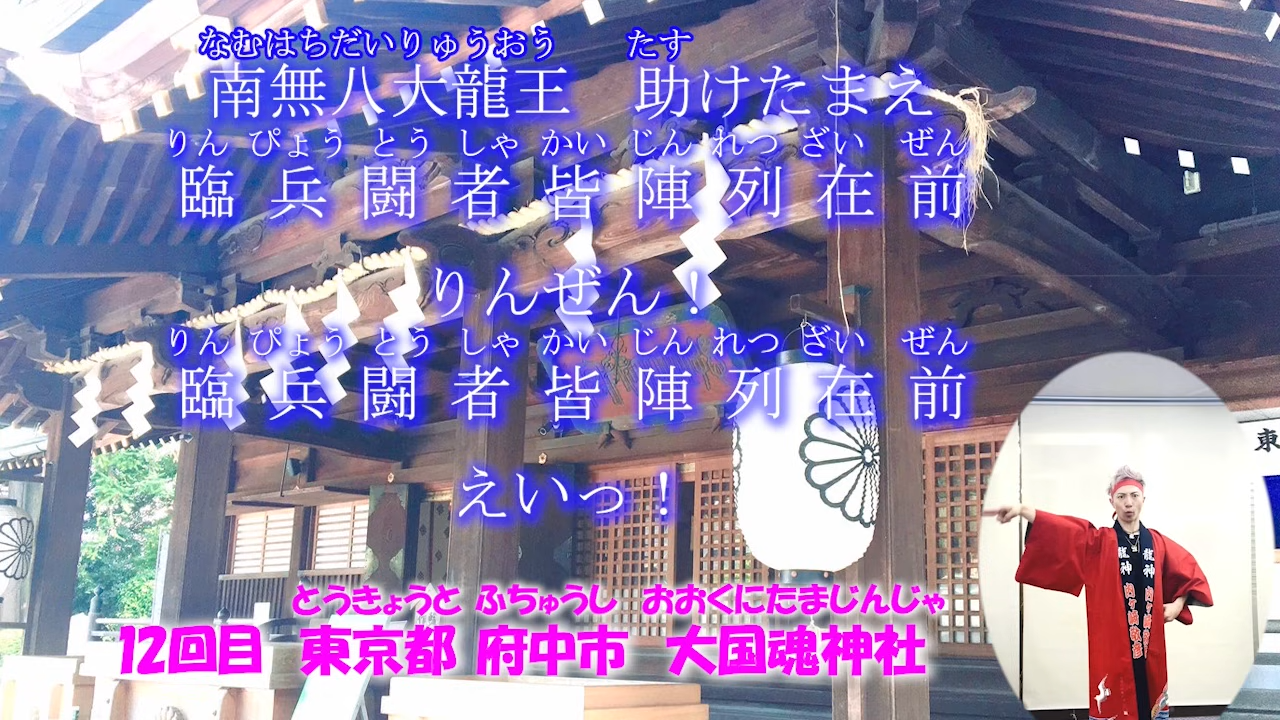 なむはちだいりゅうおう たす
南無八大龍王 助けたまえ
りん ぴょう とう しゃ かい じん れつ ざい ぜん
臨 兵 闘 者 皆 陣 列 在 前
りんぜん！
りん ぴょう とう しゃ かい じん れつ ざい ぜん
臨 兵 闘 者 皆 陣 列 在 前
えいっ！
とうきょうと ふちゅうし おおくにたまじんじゃ
12回目 東京都 府中市 大国魂神社
東
龍神
龍神